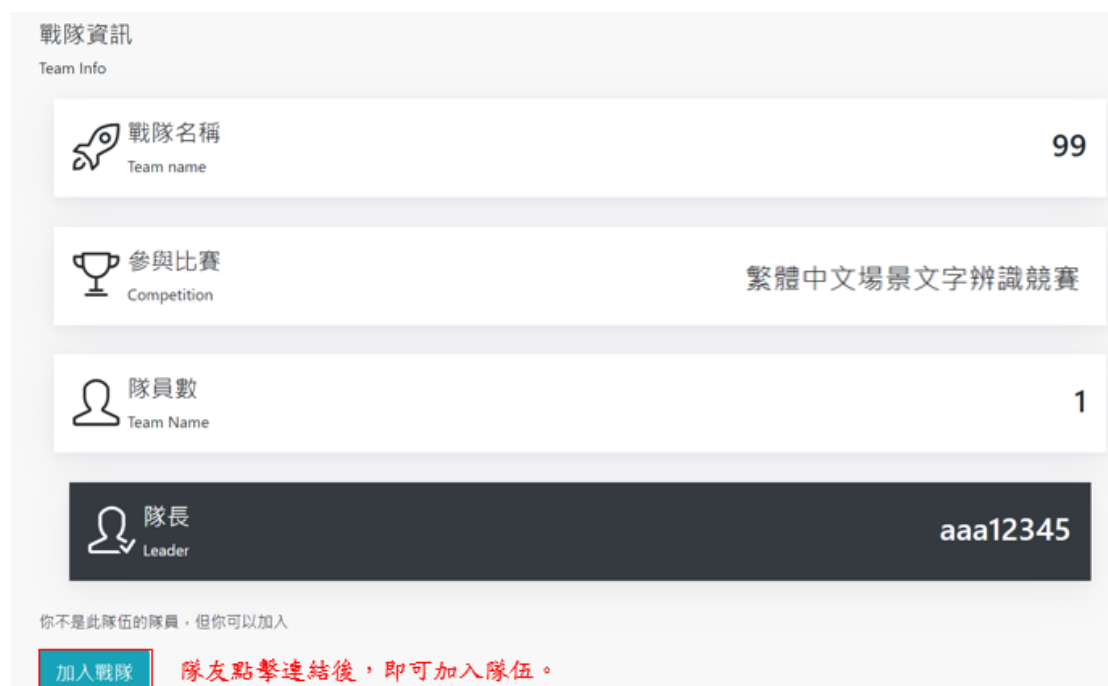 戰隊資訊
Team Info
戰隊名稱
Team name
99
參與比賽
Competition
繁體中文場景文字辨識競賽
隊員數
Team Name
1
隊長
Leader
aaa12345
你不是此隊伍的隊員，但你可以加入
加入戰隊
隊友點擊連結後，即可加入隊伍。